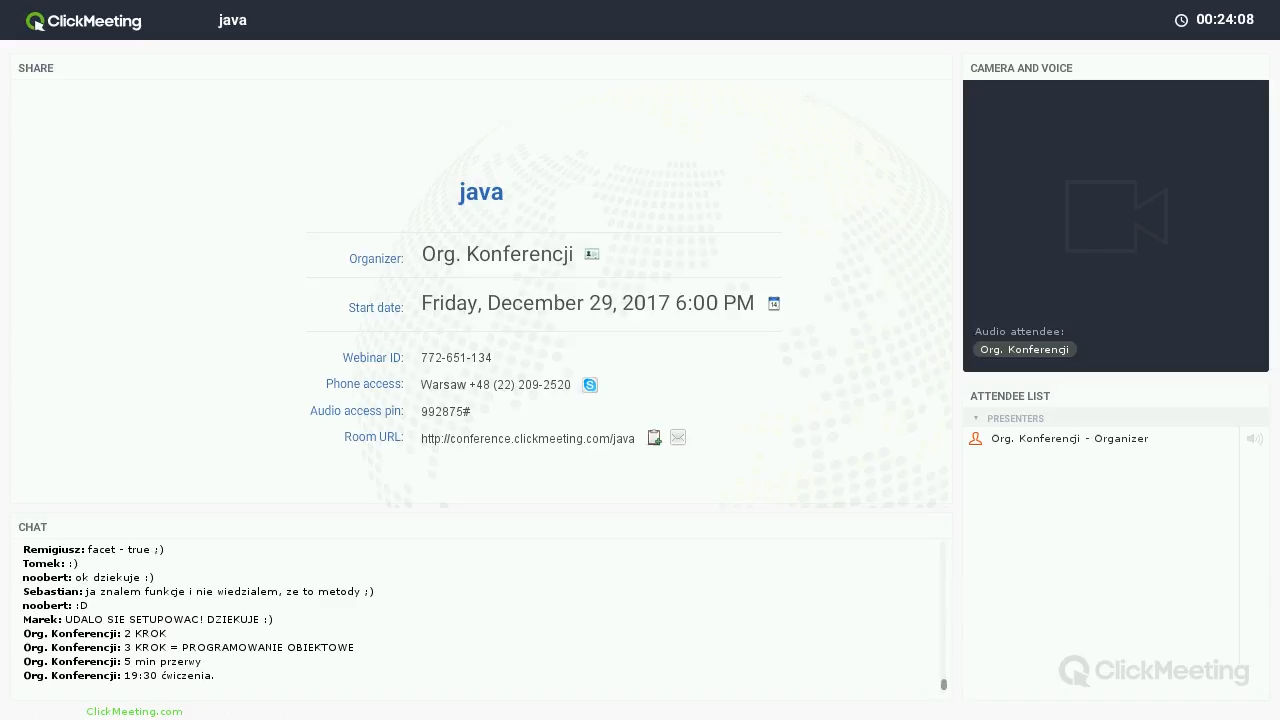 ClickMeeting
java
00:24:08
SHARE
java
Organizer: Org. Konferencji
Start date: Friday, December 29, 2017 6:00 PM
14
Webinar ID: 772-651-134
Phone access: Warsaw +48 (22) 209-2520
Audio access pin: 992875#
Room URL: http://conference.clickmeeting.com/java
CAMERA AND VOICE
Audio attendee:
Org. Konferencji
ATTENDEE LIST
PRESENTERS
Org. Konferencji - Organizer
CHAT
Remigiusz: facet - true ;)
Tomek: :)
noobert: ok dziekuje :)
Sebastian: ja znalem funkcje i nie wiedzialem, ze to metody ;)
noobert: :D
Marek: UDALO SIE SETUPOWAC! DZIEKUJE :)
Org. Konferencji: 2 KROK
Org. Konferencji: 3 KROK = PROGRAMOWANIE OBIEKTOWE
Org. Konferencji: 5 min przerwy
Org. Konferencji: 19:30 ćwiczenia.
ClickMeeting
ClickMeeting.com